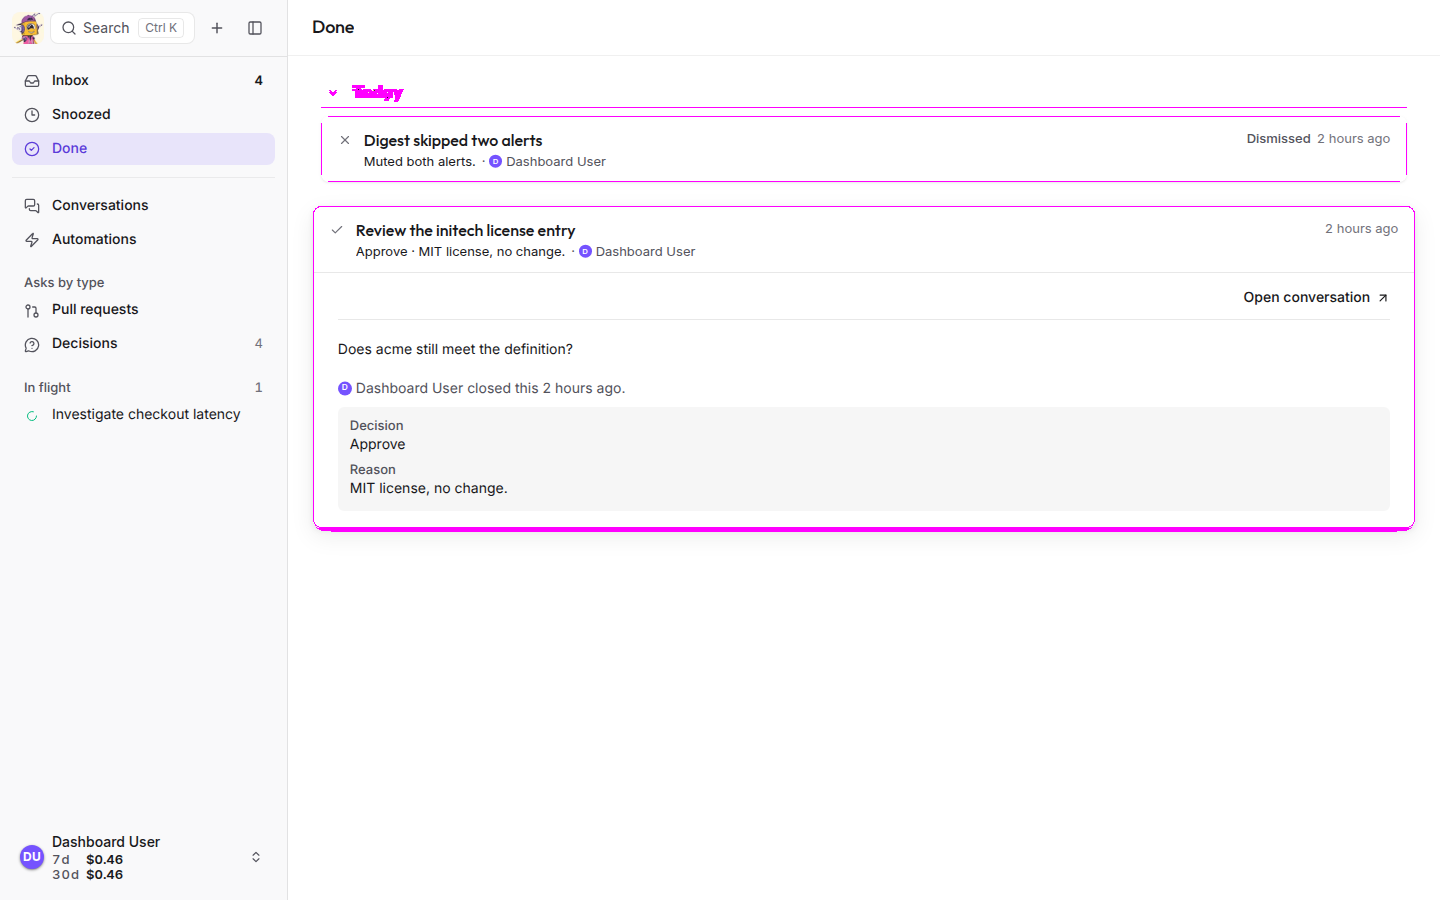 Search Ctrl K
Inbox 4
Snoozed
Done
Conversations
Automations
Asks by type
Pull requests
Decisions 4
In flight 1
Investigate checkout latency
DU Dashboard User
7d $0.46
30d $0.46
Done
Digest skipped two alerts Dismissed 2 hours ago
Muted both alerts. · D Dashboard User
Review the initech license entry 2 hours ago
Approve · MIT license, no change. · D Dashboard User
Open conversation
Does acme still meet the definition?
D Dashboard User closed this 2 hours ago.
Decision
Approve
Reason
MIT license, no change.